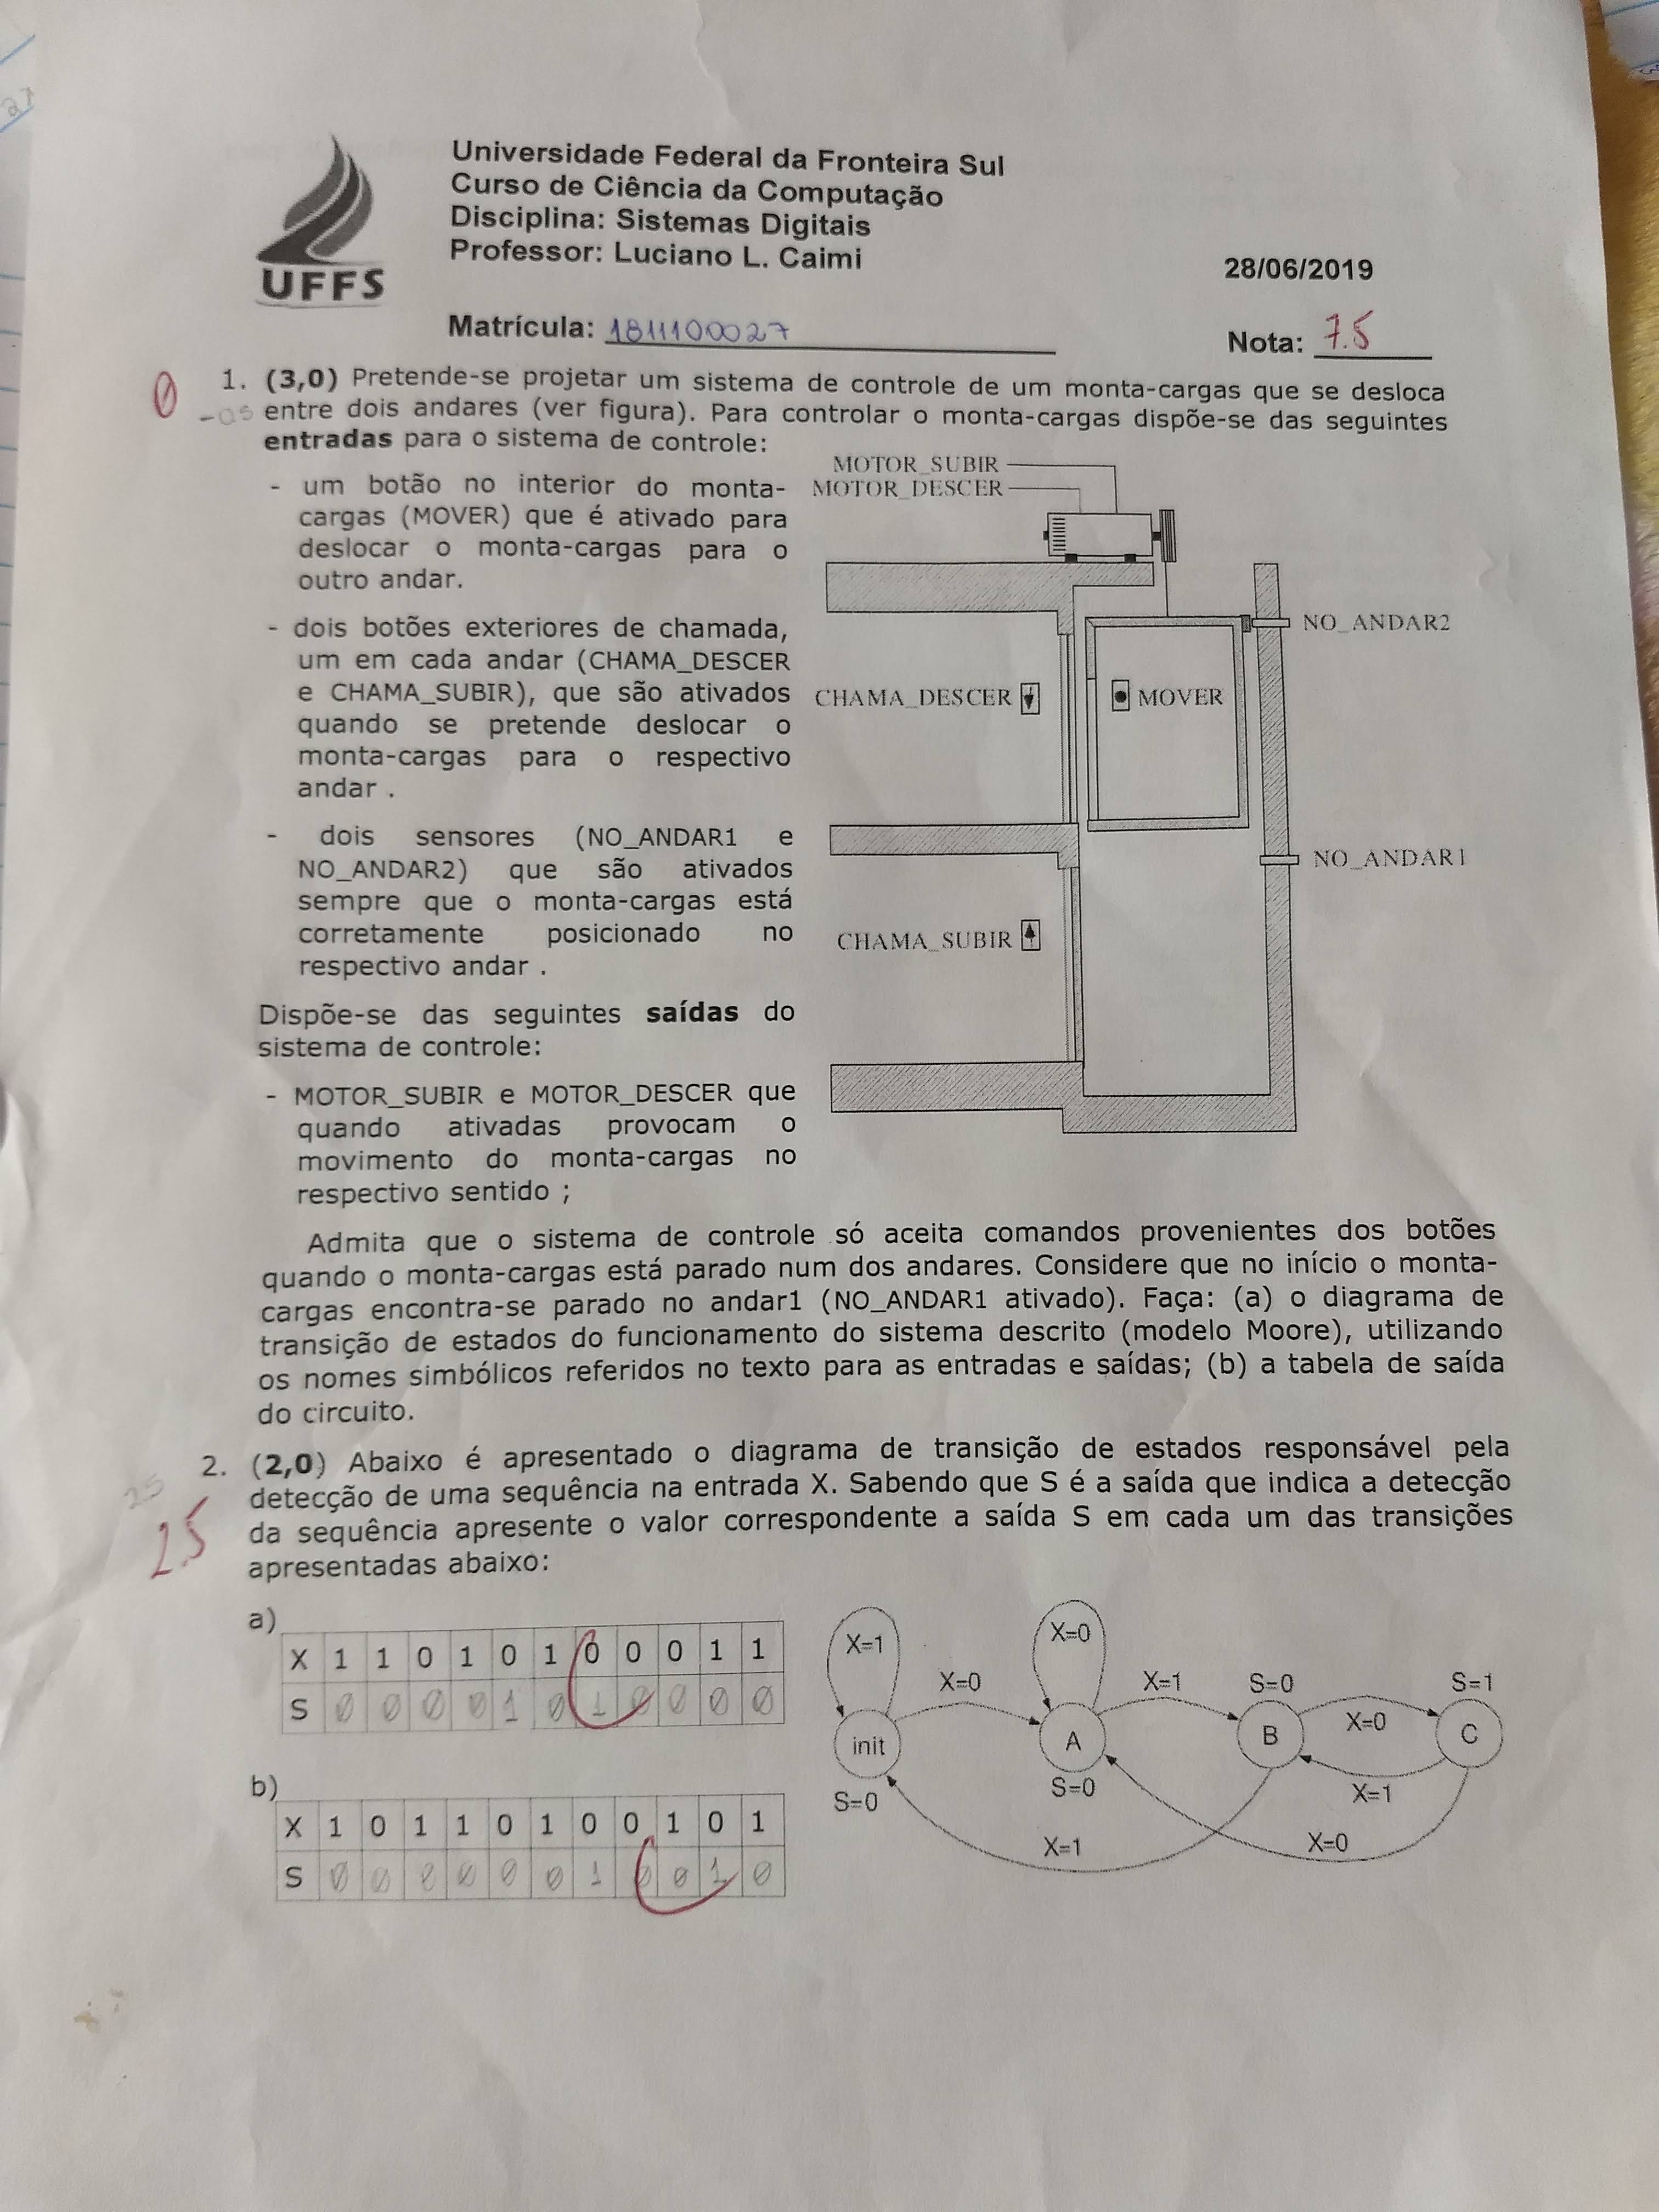 Universidade Federal da Fronteira Sul
Curso de Ciência da Computação
Disciplina: Sistemas Digitais
Professor: Luciano L. Caimi
UFFS
28/06/2019
Matrícula: 1811100027
Nota: 7.5
0
-05
1. (3,0) Pretende-se projetar um sistema de controle de um monta-cargas que se desloca
entre dois andares (ver figura). Para controlar o monta-cargas dispõe-se das seguintes
entradas para o sistema de controle:
- um botão no interior do monta-
cargas (MOVER) que é ativado para
deslocar o monta-cargas para o
outro andar.
- dois botões exteriores de chamada,
um em cada andar (CHAMA_DESCER
e CHAMA_SUBIR), que são ativados
quando se pretende deslocar o
monta-cargas para o respectivo
andar .
- dois sensores (NO_ANDAR1 e
NO_ANDAR2) que são ativados
sempre que o monta-cargas está
corretamente posicionado no
respectivo andar .
Dispõe-se das seguintes saídas do
sistema de controle:
- MOTOR_SUBIR e MOTOR_DESCER que
quando ativadas provocam o
movimento do monta-cargas no
respectivo sentido ;
MOTOR_SUBIR
MOTOR_DESCER
NO_ANDAR2
CHAMA_DESCER
MOVER
NO_ANDAR1
CHAMA_SUBIR
Admita que o sistema de controle só aceita comandos provenientes dos botões
quando o monta-cargas está parado num dos andares. Considere que no início o monta-
cargas encontra-se parado no andar1 (NO_ANDAR1 ativado). Faça: (a) o diagrama de
transição de estados do funcionamento do sistema descrito (modelo Moore), utilizando
os nomes simbólicos referidos no texto para as entradas e saídas; (b) a tabela de saída
do circuito.
2. (2,0) Abaixo é apresentado o diagrama de transição de estados responsável pela
detecção de uma sequência na entrada X. Sabendo que S é a saída que indica a detecção
da sequência apresente o valor correspondente a saída S em cada um das transições
apresentadas abaixo:
a)
X 1 1 0 1 0 1 0 0 0 1 1
S 0 0 0 0 1 0 1 0 0 0 0
b)
X 1 0 1 1 0 1 0 0 1 0 1
S 0 0 0 0 0 0 1 0 0 1 0
X=1
X=0
X=0
X=1
S=0
S=1
X=0
init
A
B
C
S=0
S=0
X=1
X=1
X=0